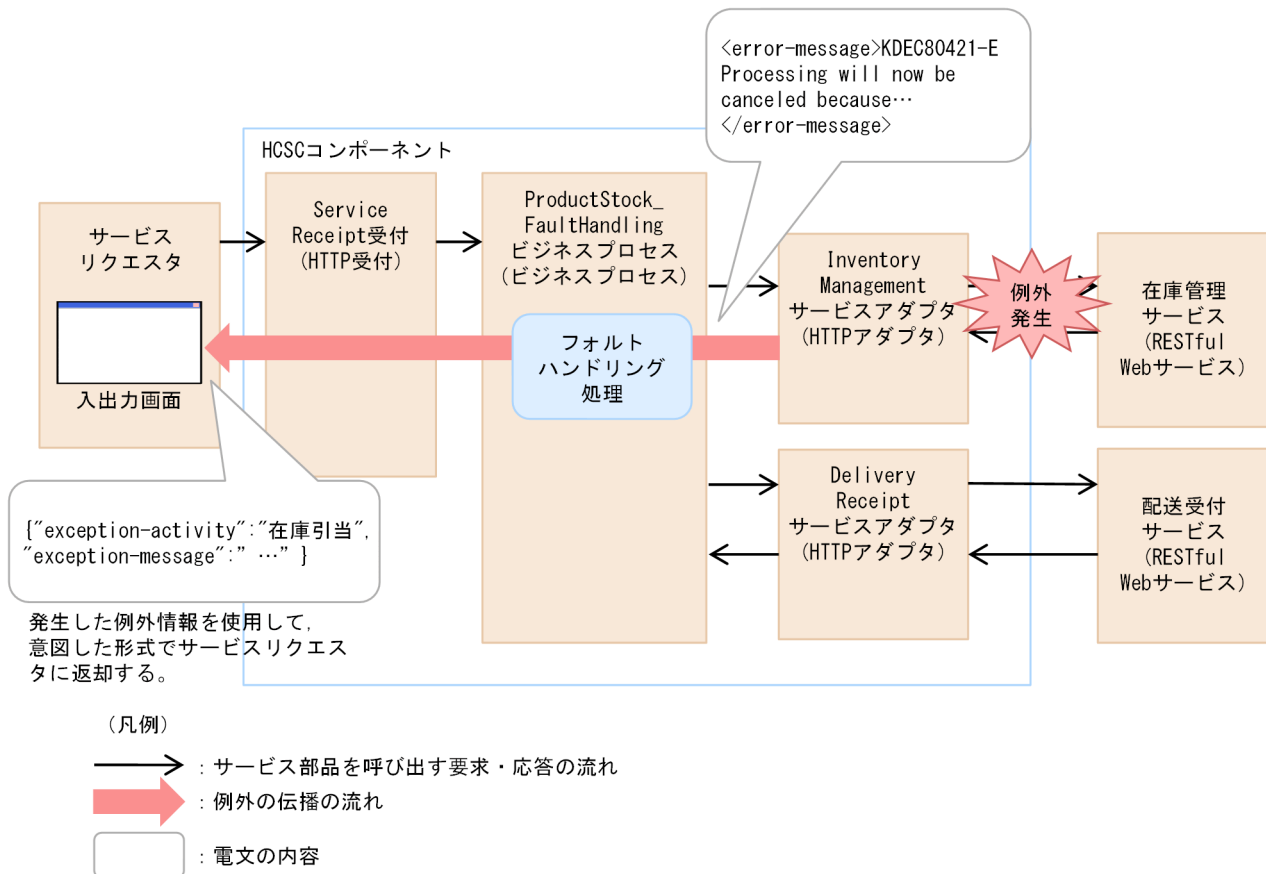 <error-message>KDEC80421-E
Processing will now be
canceled because…
</error-message>
HCSCコンポーネント
サービス
リクエスタ
入出力画面
Service
Receipt受付
(HTTP受付)
ProductStock_
FaultHandling
ビジネスプロセス
(ビジネスプロセス)
フォルト
ハンドリング
処理
Inventory
Management
サービスアダプタ
(HTTPアダプタ)
例外
発生
在庫管理
サービス
(RESTful
Webサービス)
Delivery
Receipt
サービスアダプタ
(HTTPアダプタ)
配送受付
サービス
(RESTful
Webサービス)
{"exception-activity":"在庫引当",
"exception-message":” …” }
発生した例外情報を使用して,
意図した形式でサービスリクエス
タに返却する。
(凡例)
：サービス部品を呼び出す要求・応答の流れ
：例外の伝播の流れ
：電文の内容